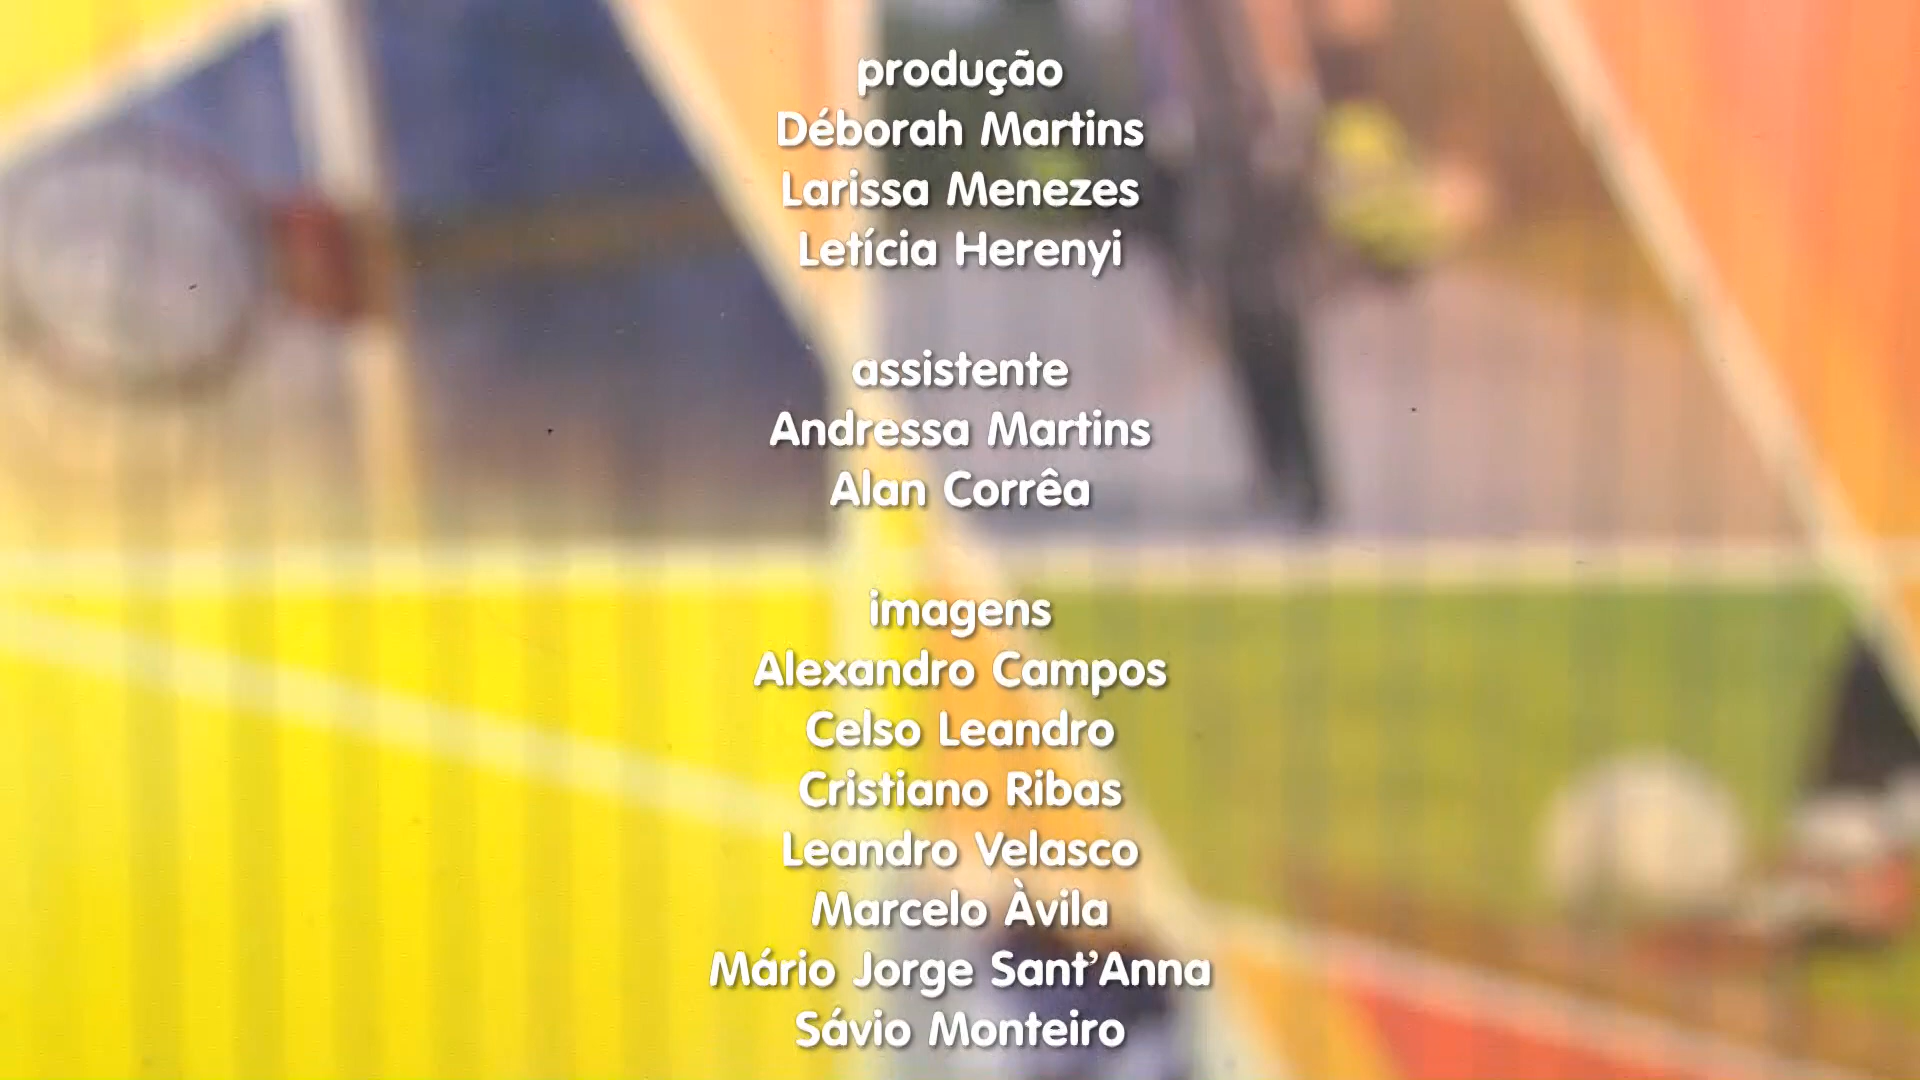 produção
Déborah Martins
Larissa Menezes
Letícia Herenyi
assistente
Andressa Martins
Alan Corrêa
imagens
Alexandro Campos
Celso Leandro
Cristiano Ribas
Leandro Velasco
Marcelo Àvila
Mário Jorge Sant'Anna
Sávio Monteiro